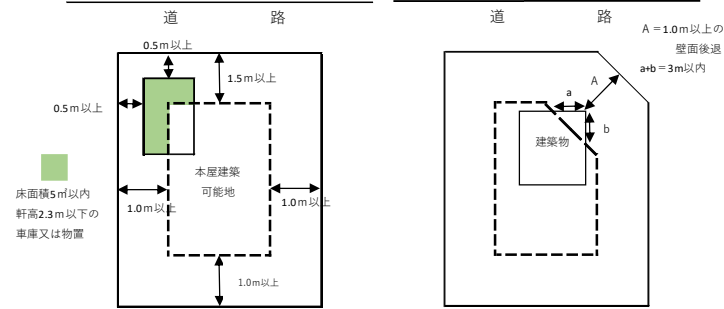 道 路
0.5ｍ以上
1.5ｍ以上
0.5ｍ以上
本屋建築
可能地
1.0ｍ以上
1.0ｍ以上
1.0ｍ以上
床面積5㎡以内
軒高2.3ｍ以下の
車庫又は物置
道 路
A＝1.0ｍ以上の
壁面後退
a+b＝3ｍ以内
A
a
b
建築物